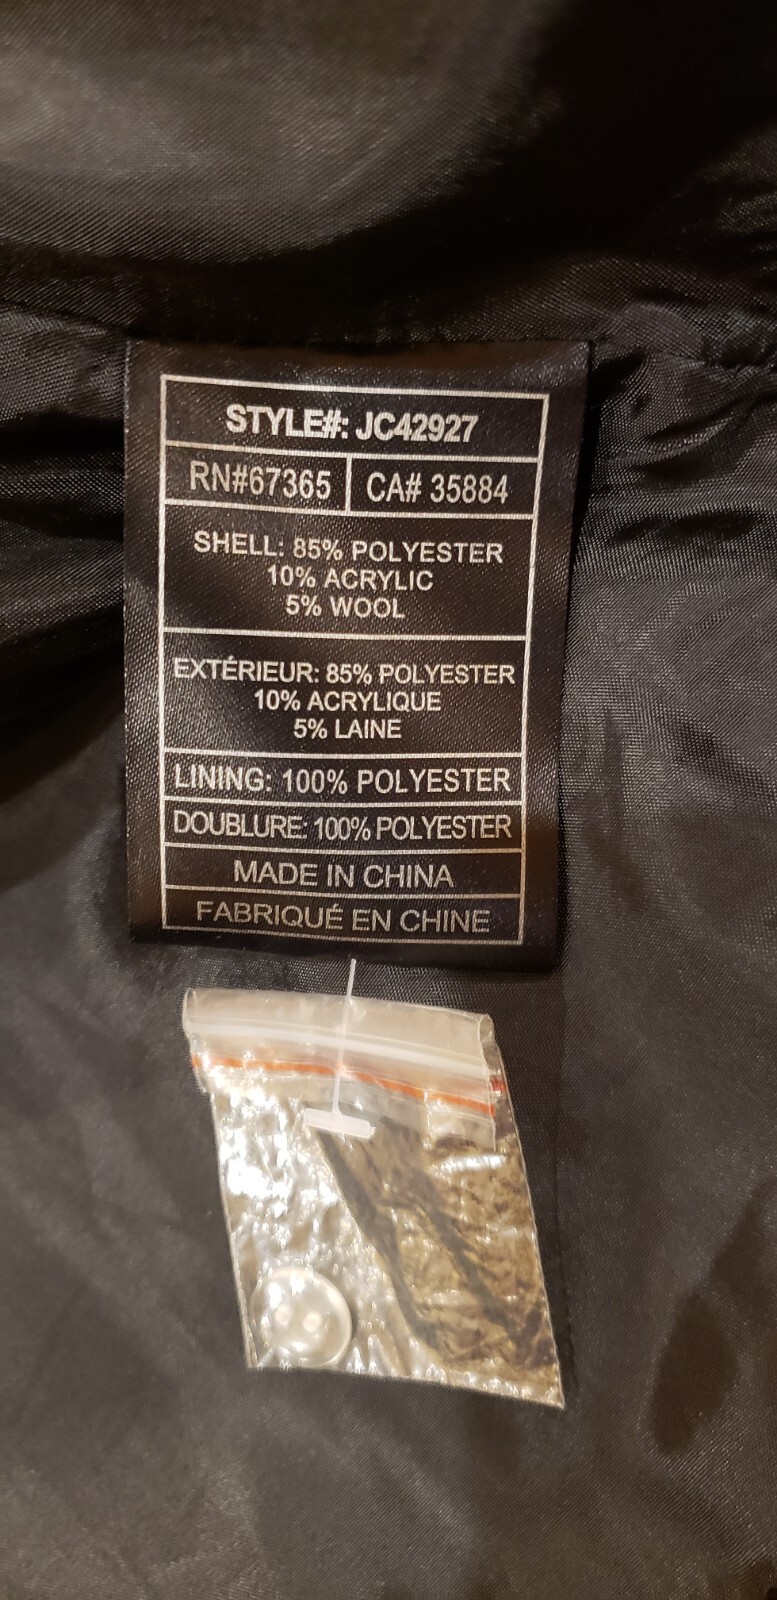 STYLE#: JC42927
RN#67365 CA# 35884
SHELL: 85% POLYESTER
10% ACRYLIC
5% WOOL
EXTÉRIEUR: 85% POLYESTER
10% ACRYLIQUE
5% LAINE
LINING: 100% POLYESTER
DOUBLURE: 100% POLYESTER
MADE IN CHINA
FABRIQUÉ EN CHINE